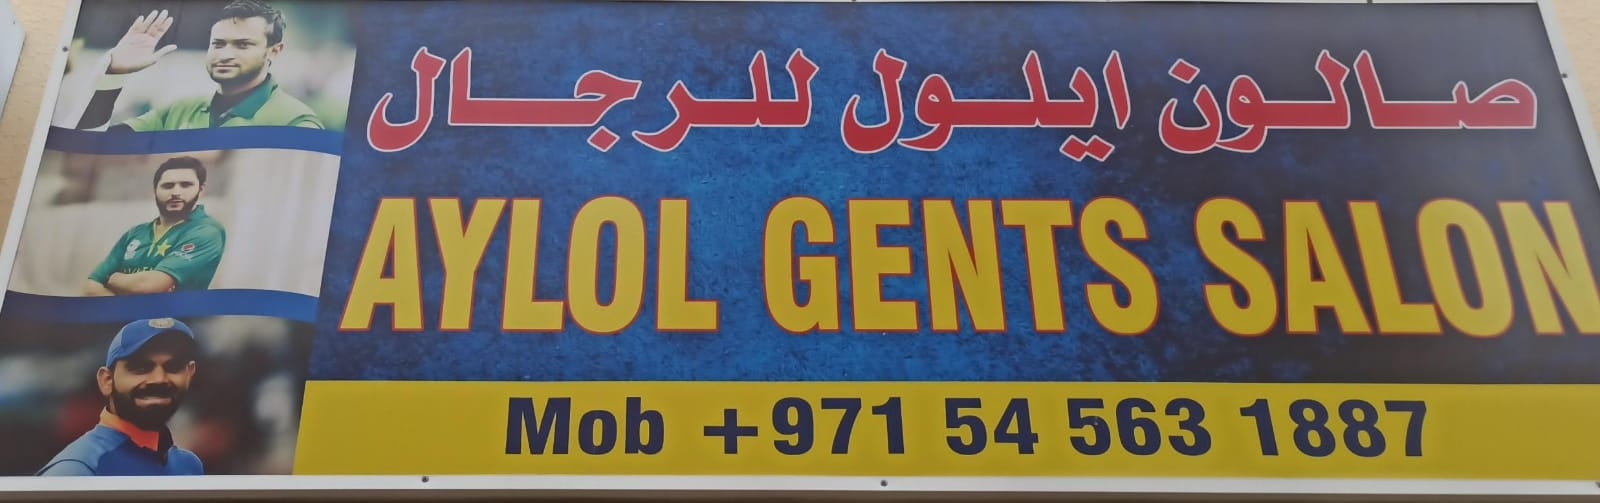 صالون ايلول للرجال
AYLOL GENTS SALON
Mob +971 54 563 1887